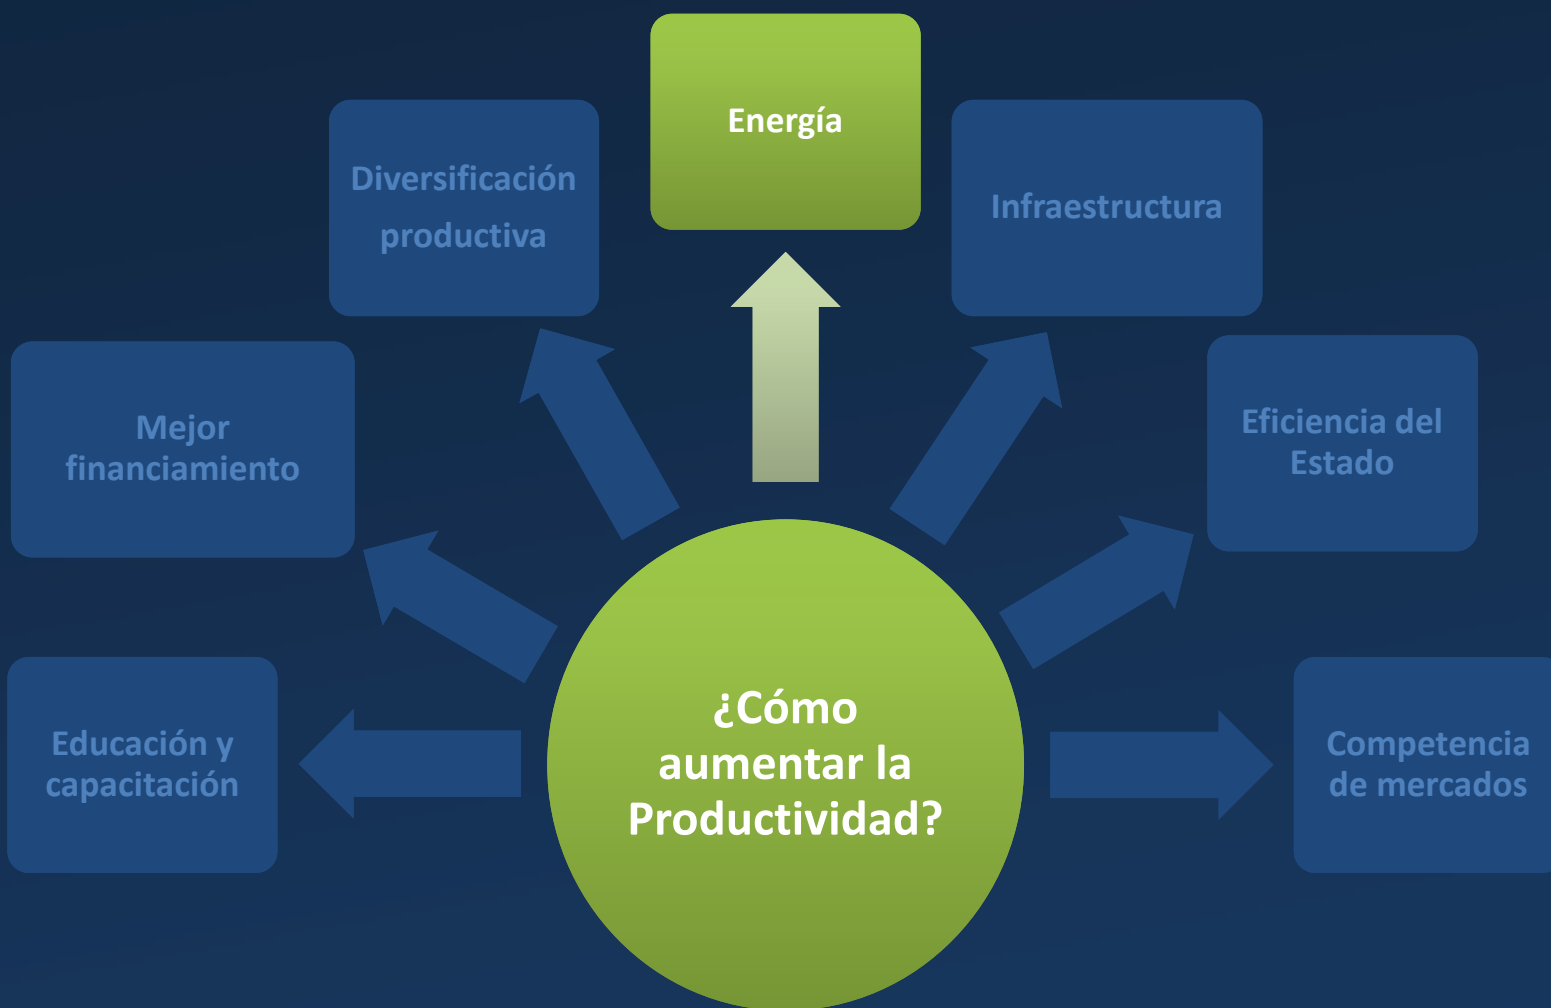 Energía
Diversificación
productiva
Infraestructura
Mejor
financiamiento
Eficiencia del
Estado
Educación y
capacitación
¿Cómo
aumentar la
Productividad?
Competencia
de mercados